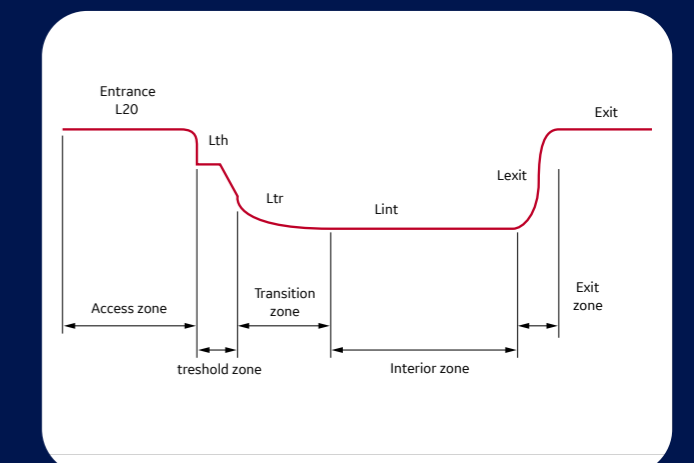 Entrance
L20
Exit
Lth
Lexit
Ltr
Lint
Access zone
Transition
zone
Exit
zone
treshold zone
Interior zone